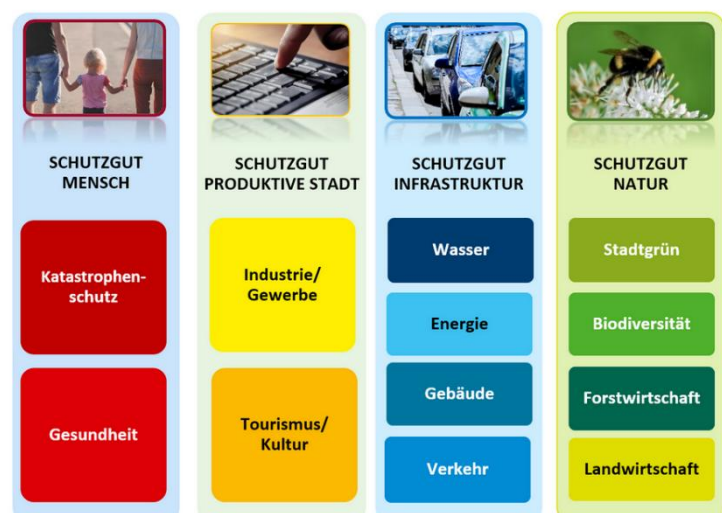 SCHUTZGUT
MENSCH
Katastrophen-
schutz
Gesundheit
SCHUTZGUT
PRODUKTIVE STADT
Industrie/
Gewerbe
Tourismus/
Kultur
SCHUTZGUT
INFRASTRUKTUR
Wasser
Energie
Gebäude
Verkehr
SCHUTZGUT
NATUR
Stadtgrün
Biodiversität
Forstwirtschaft
Landwirtschaft